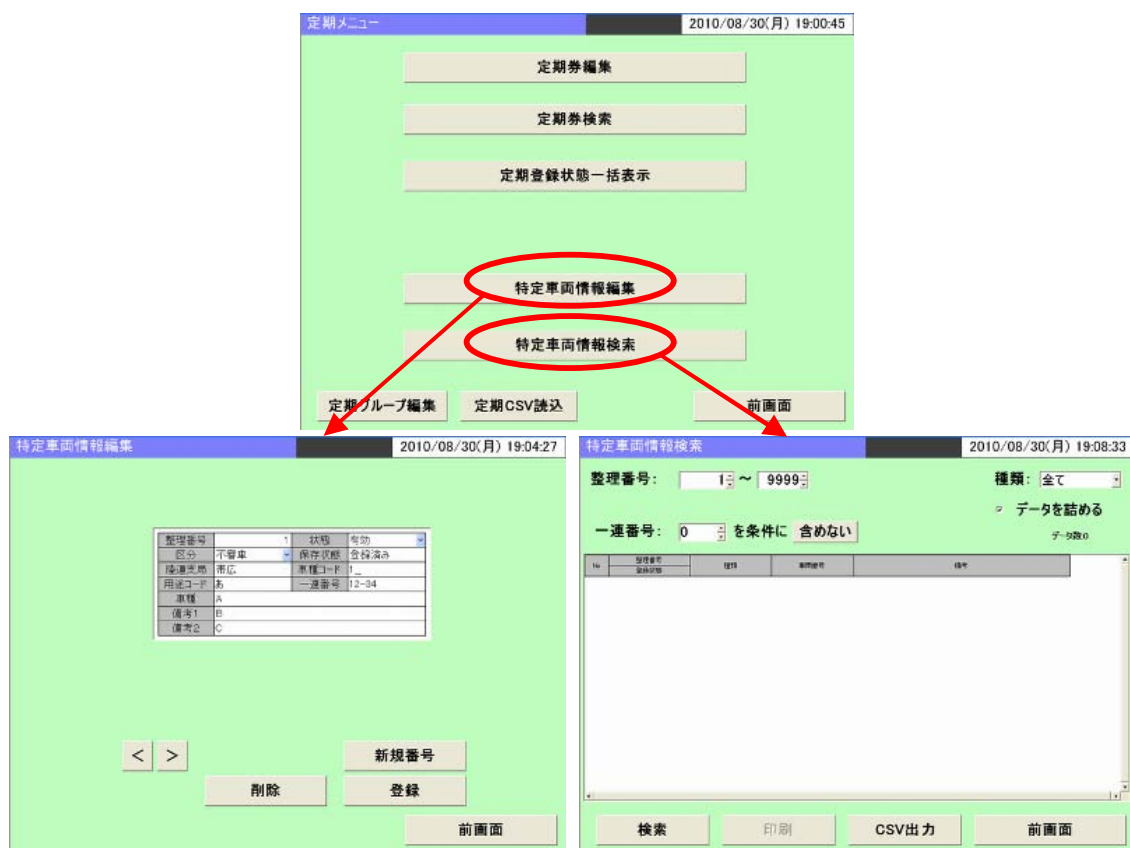 定期メニュー 2010/08/30(月) 19:00:45
定期券編集
定期券検索
定期登録状態一括表示
特定車両情報編集
特定車両情報検索
定期グループ編集 定期CSV読込 前画面
特定車両情報編集 2010/08/30(月) 19:04:27
整理番号 1 状態 有効
区分 不審車 保存状態 登録済み
陸運支局 帯広 車種コード 1_
用途コード あ 一連番号 12-34
車種 A
備考1 B
備考2 C
< >
新規番号
削除 登録
前画面
特定車両情報検索 2010/08/30(月) 19:08:33
整理番号: 1 ~ 9999 種類: 全て
データを詰める
一連番号: 0 を条件に 含めない
データ数:0
No 整理番号 種類 車両番号 備考
登録状態
検索 印刷 CSV出力 前画面